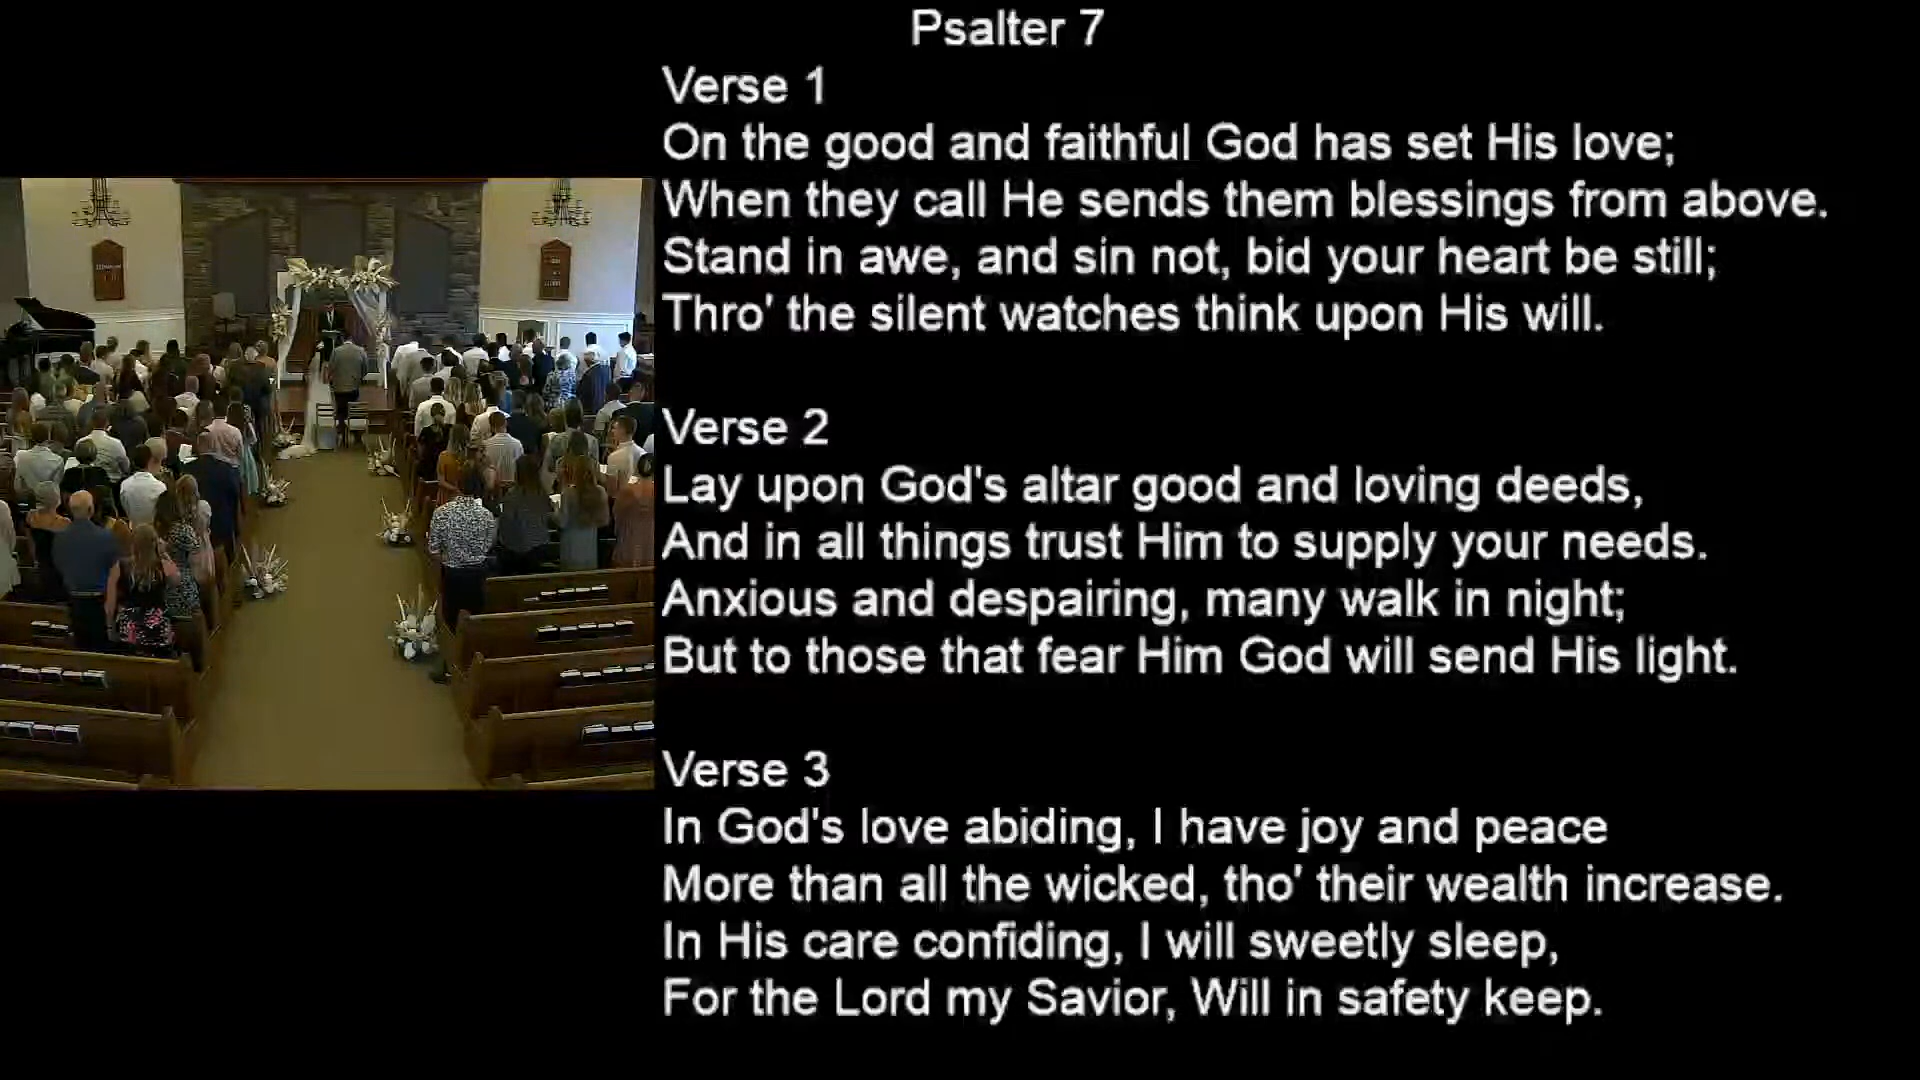 Psalter 7
Verse 1
On the good and faithful God has set His love;
When they call He sends them blessings from above.
Stand in awe, and sin not, bid your heart be still;
Thro' the silent watches think upon His will.
Verse 2
Lay upon God's altar good and loving deeds,
And in all things trust Him to supply your needs.
Anxious and despairing, many walk in night;
But to those that fear Him God will send His light.
Verse 3
In God's love abiding, I have joy and peace
More than all the wicked, tho' their wealth increase.
In His care confiding, I will sweetly sleep,
For the Lord my Savior, Will in safety keep.